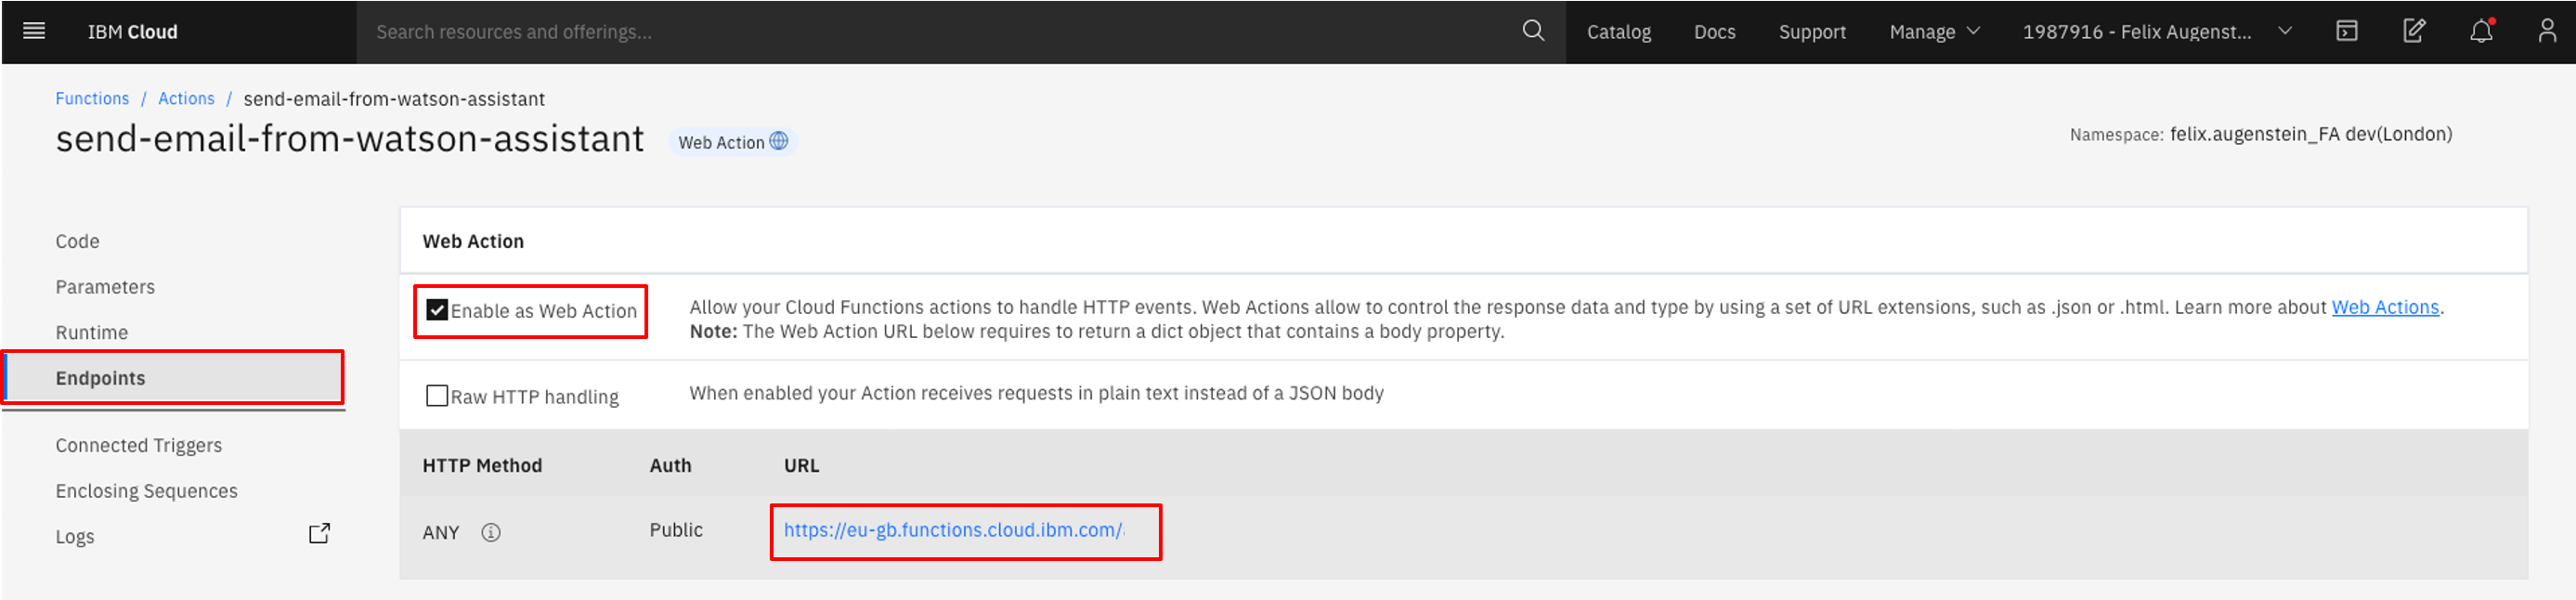 IBM Cloud
Search resources and offerings...
Catalog
Docs
Support
Manage
1987916 - Felix Augenst...
Functions / Actions / send-email-from-watson-assistant
send-email-from-watson-assistant
Web Action
Namespace: felix.augenstein_FA dev(London)
Code
Parameters
Runtime
Endpoints
Connected Triggers
Enclosing Sequences
Logs
Web Action
Enable as Web Action
Allow your Cloud Functions actions to handle HTTP events. Web Actions allow to control the response data and type by using a set of URL extensions, such as .json or .html. Learn more about Web Actions.
Note: The Web Action URL below requires to return a dict object that contains a body property.
Raw HTTP handling
When enabled your Action receives requests in plain text instead of a JSON body
HTTP Method
Auth
URL
ANY
Public
https://eu-gb.functions.cloud.ibm.com/